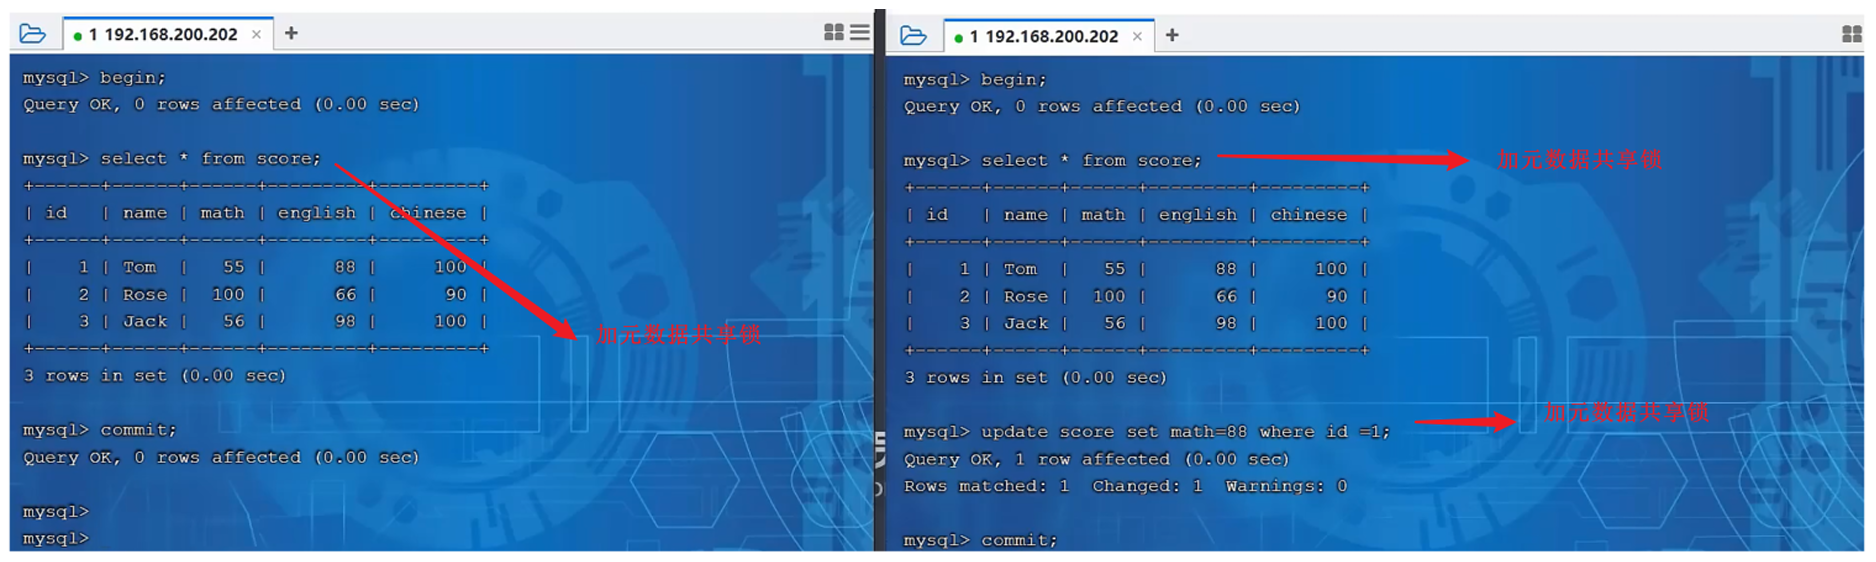 1 192.168.200.202 × +
mysql> begin;
Query OK, 0 rows affected (0.00 sec)
mysql> select * from score;
+------+------+------+---------+---------+
| id   | name | math | english | chinese |
+------+------+------+---------+---------+
|    1 | Tom  |   55 |      88 |     100 |
|    2 | Rose |  100 |      66 |      90 |
|    3 | Jack |   56 |      98 |     100 |
加元数据共享锁
+------+------+------+---------+---------+
3 rows in set (0.00 sec)
mysql> commit;
Query OK, 0 rows affected (0.00 sec)
mysql>
mysql>
1 192.168.200.202 × +
mysql> begin;
Query OK, 0 rows affected (0.00 sec)
mysql> select * from score; 加元数据共享锁
+------+------+------+---------+---------+
| id   | name | math | english | chinese |
+------+------+------+---------+---------+
|    1 | Tom  |   55 |      88 |     100 |
|    2 | Rose |  100 |      66 |      90 |
|    3 | Jack |   56 |      98 |     100 |
+------+------+------+---------+---------+
3 rows in set (0.00 sec)
加元数据共享锁
mysql> update score set math=88 where id =1;
Query OK, 1 row affected (0.00 sec)
Rows matched: 1  Changed: 1  Warnings: 0
mysql> commit;